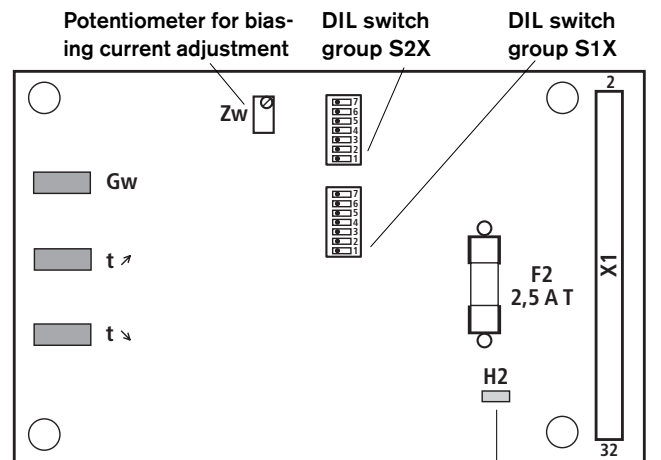 Potentiometer for bias-
ing current adjustment
DIL switch
group S2X
DIL switch
group S1X
2
Zw
7
6
5
4
3
2
1
Gw
7
6
5
4
3
2
1
t
X1
F2
2,5 A T
t
H2
32